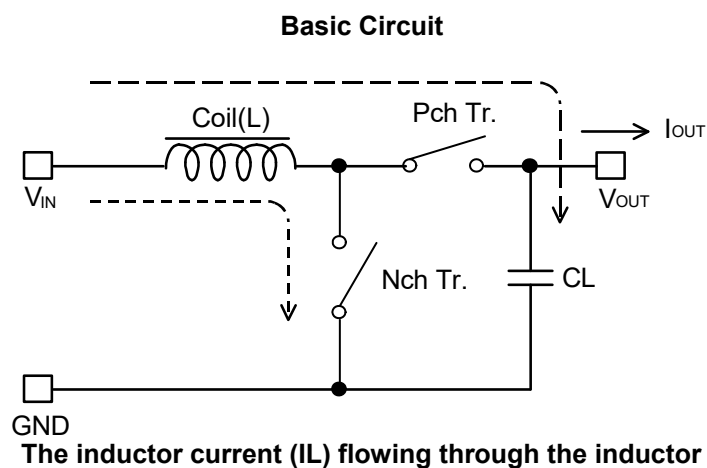 Basic Circuit
Coil(L)
Pch Tr.
IOUT
VIN
VOUT
Nch Tr.
CL
GND
The inductor current (IL) flowing through the inductor